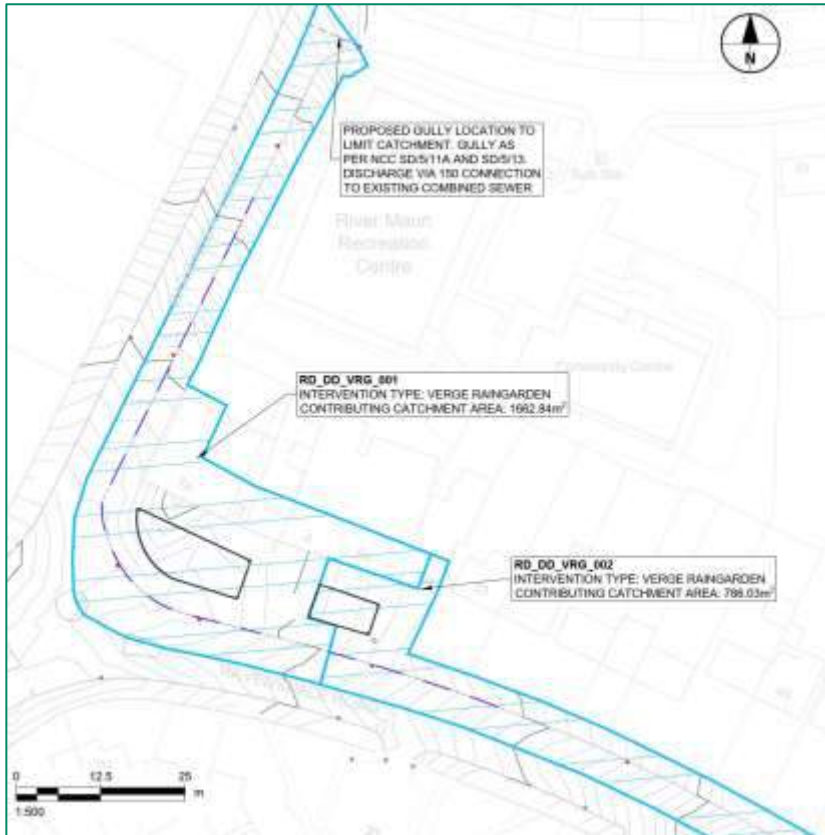 N
PROPOSED GULLY LOCATION TO
LIMIT CATCHMENT. GULLY AS
PER NCC SD/5/11A AND SD/5/13.
DISCHARGE VIA 150 CONNECTION
TO EXISTING COMBINED SEWER
River Maun
Recreation
Centre
Community Centre
RD_DD_VRG_001
INTERVENTION TYPE: VERGE RAINGARDEN
CONTRIBUTING CATCHMENT AREA: 1662.84m²
RD_DD_VRG_002
INTERVENTION TYPE: VERGE RAINGARDEN
CONTRIBUTING CATCHMENT AREA: 786.03m²
0 12.5 25
m
1:500